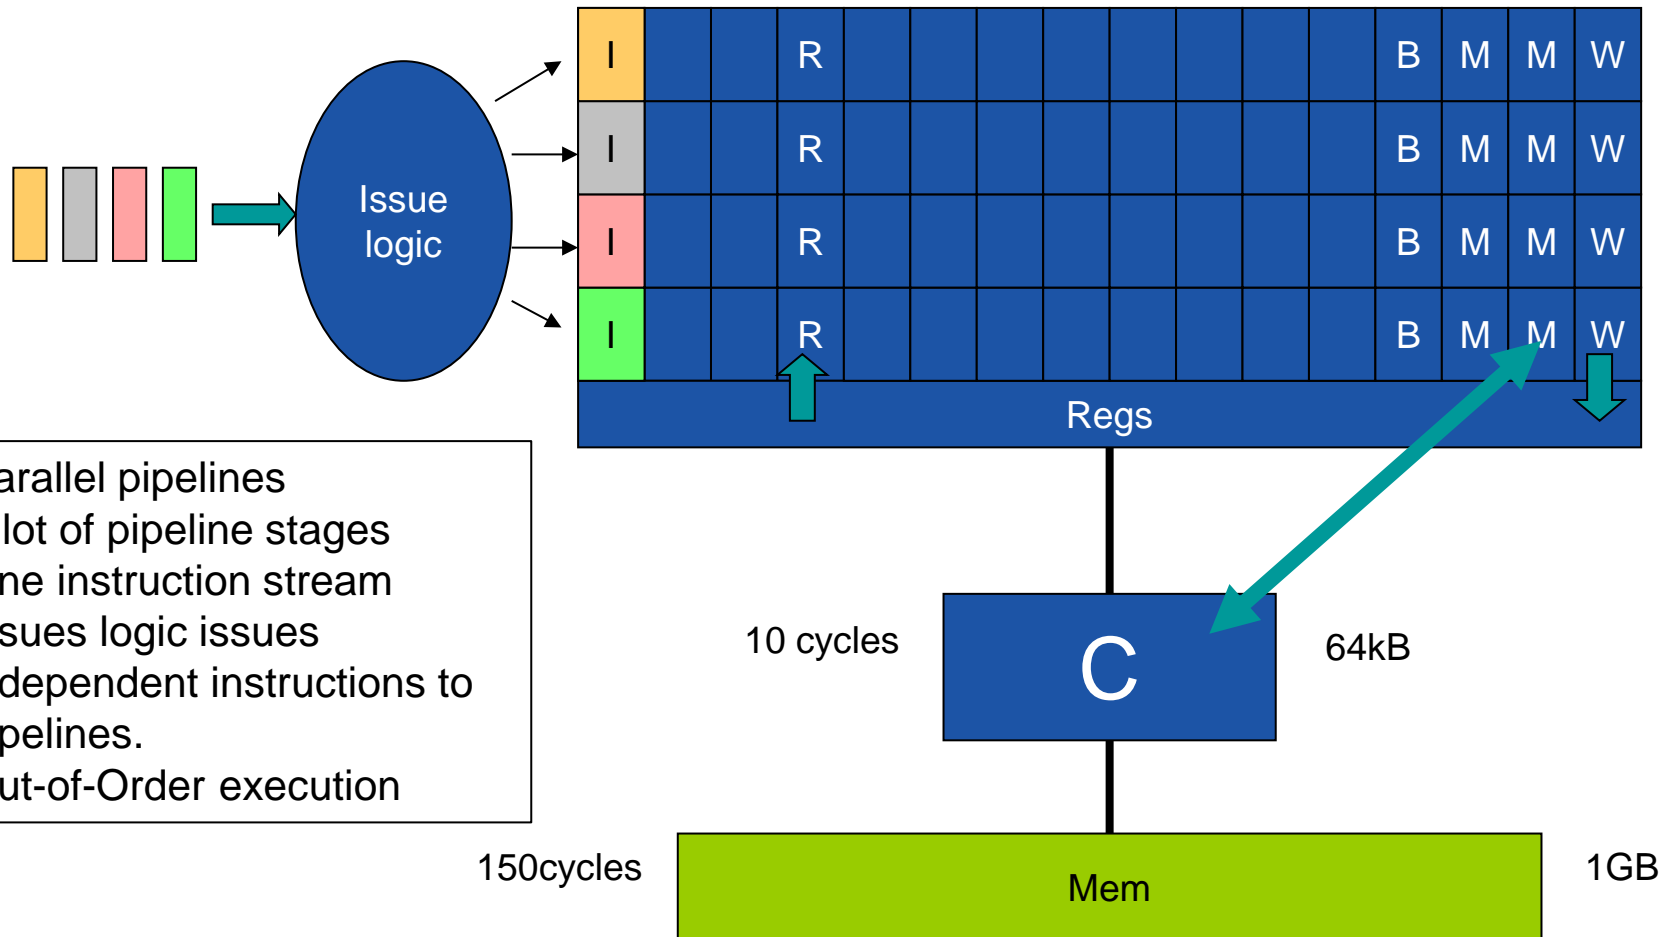 I R B M M W
I R B M M W
Issue
logic
I R B M M W
I R B M M W
Regs
arallel pipelines
lot of pipeline stages
ne instruction stream
sues logic issues
dependent instructions to
pelines.
ut-of-Order execution
10 cycles
C
64kB
150cycles
Mem
1GB